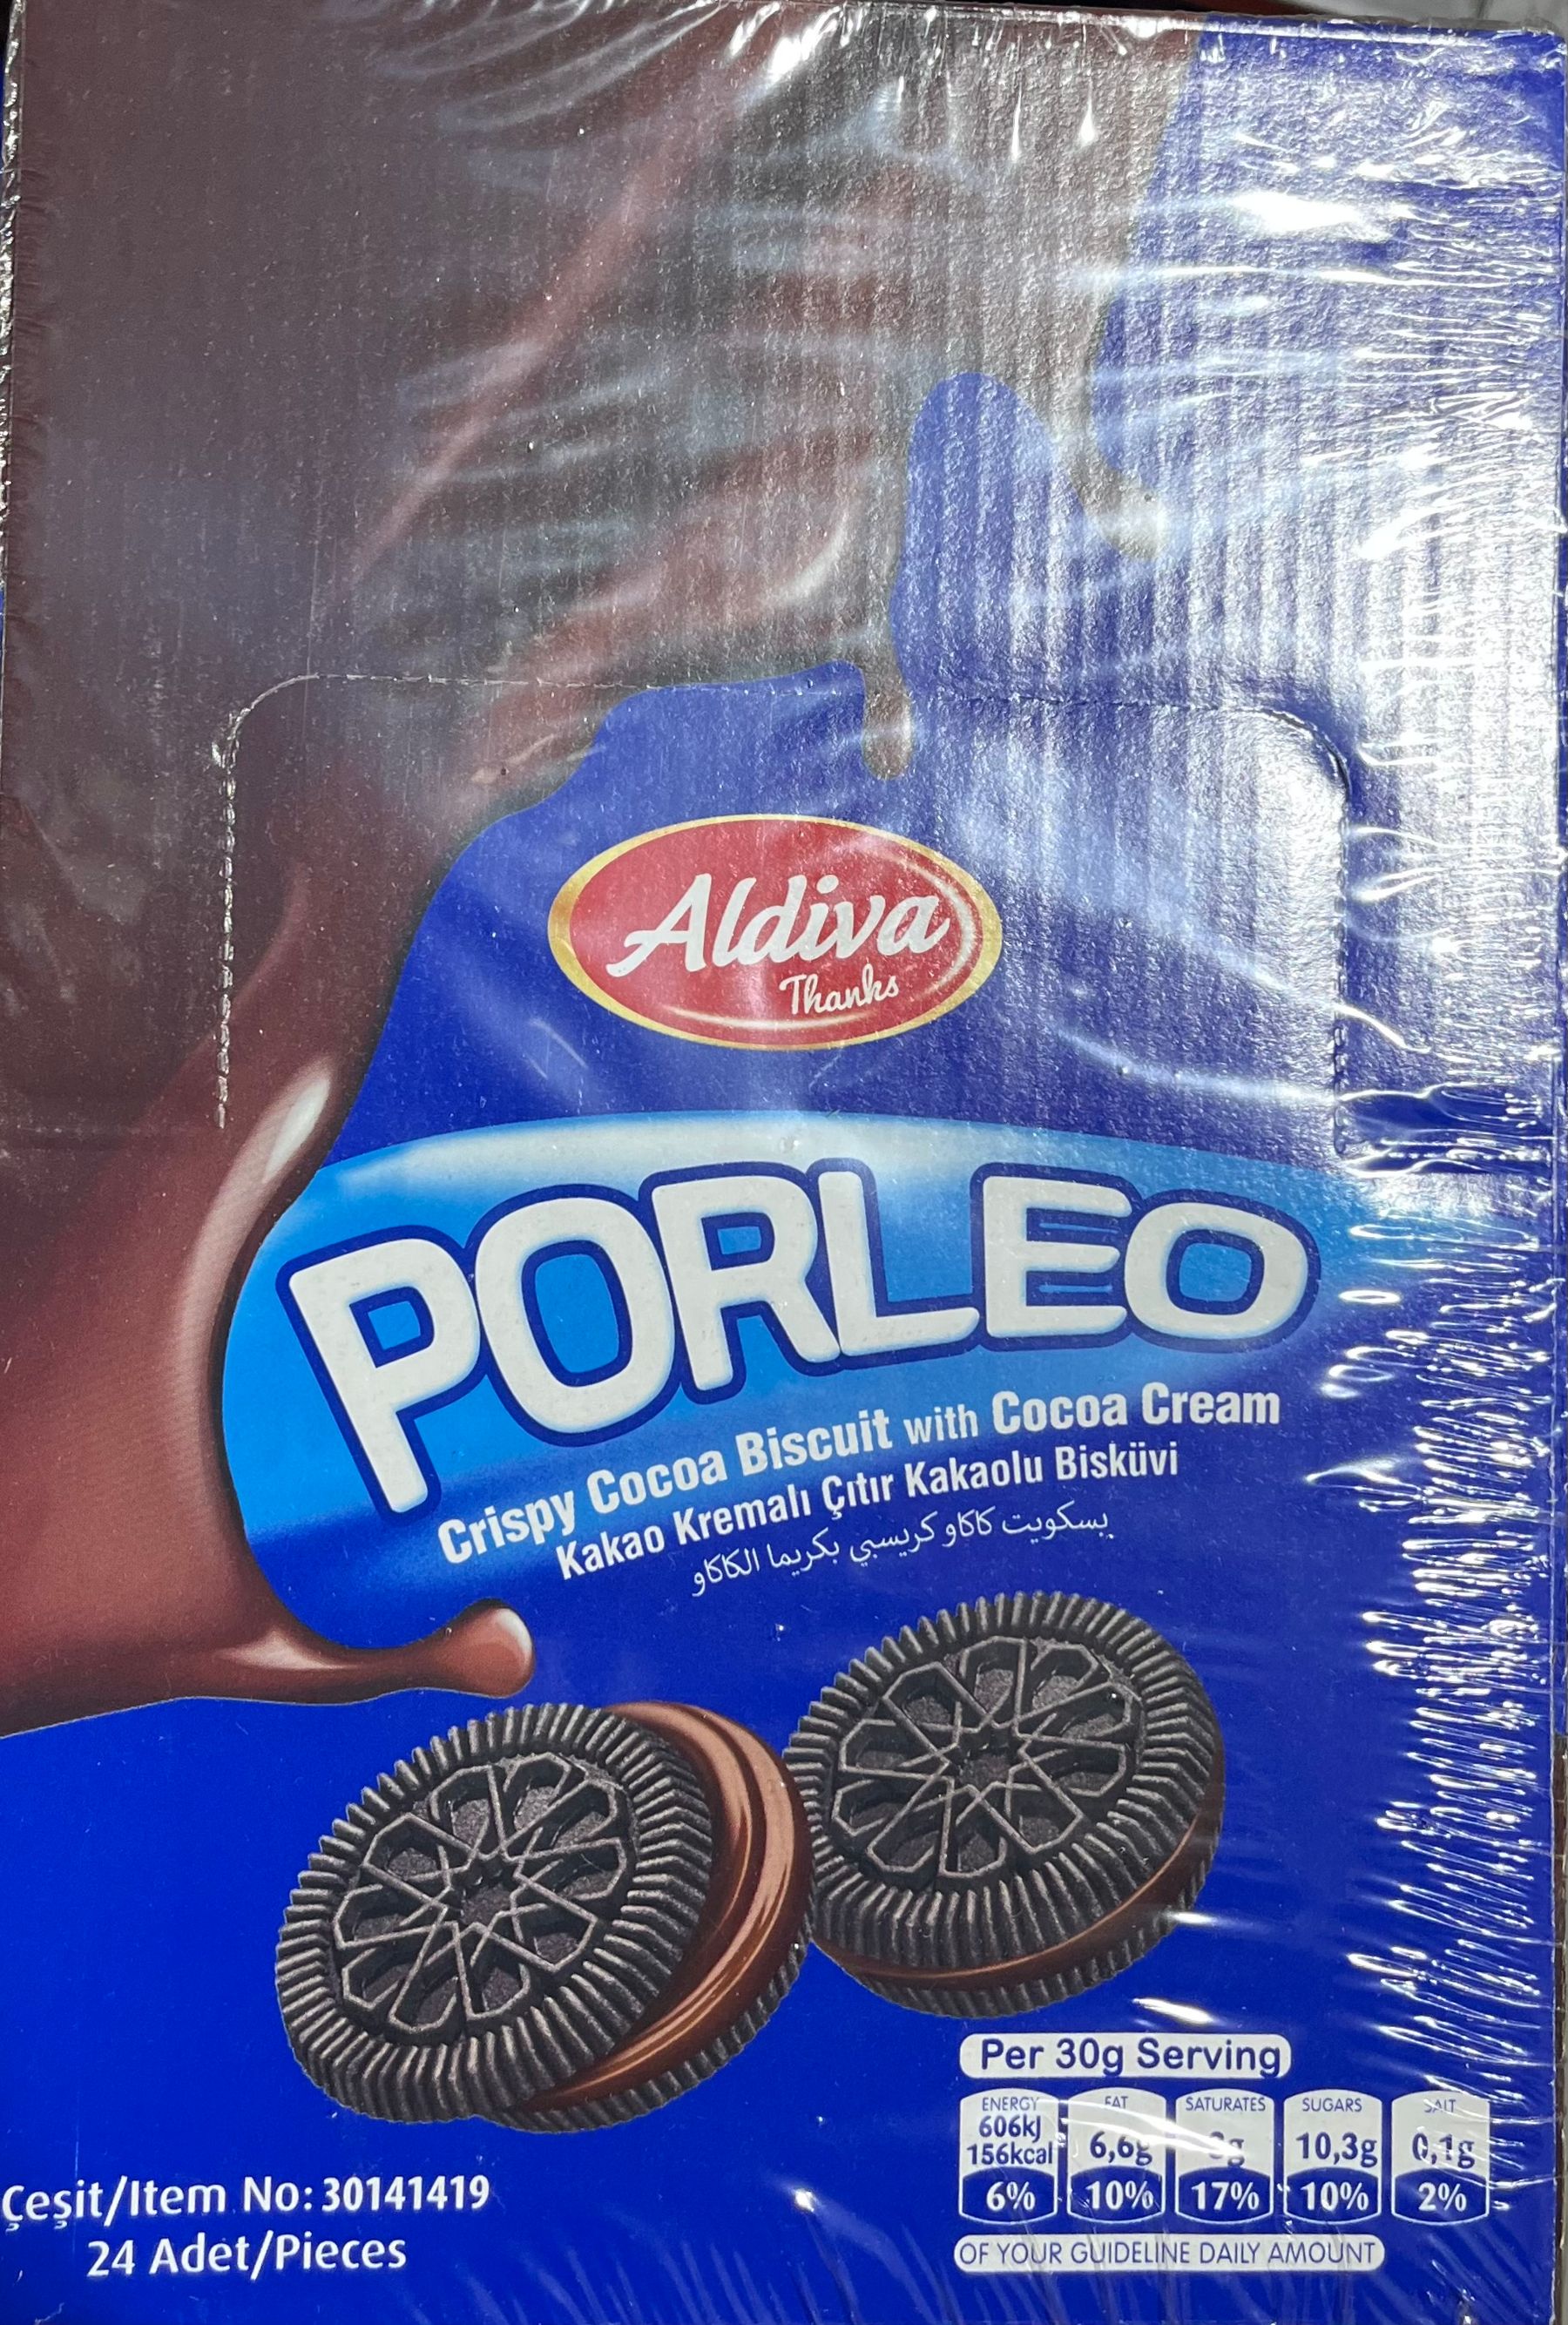 Aldiva
Thanks
PORLEO
Crispy Cocoa Biscuit with Cocoa Cream
Kakao Kremalı Çıtır Kakaolu Bisküvi
بسكويت كاكاو كريسبي بكريما الكاكاو
Per 30g Serving
ENERGY FAT SATURATES SUGARS SALT
606kJ
156kcal 6,6g 3g 10,3g 0,1g
6% 10% 17% 10% 2%
OF YOUR GUIDELINE DAILY AMOUNT
Çeşit/Item No: 30141419
24 Adet/Pieces